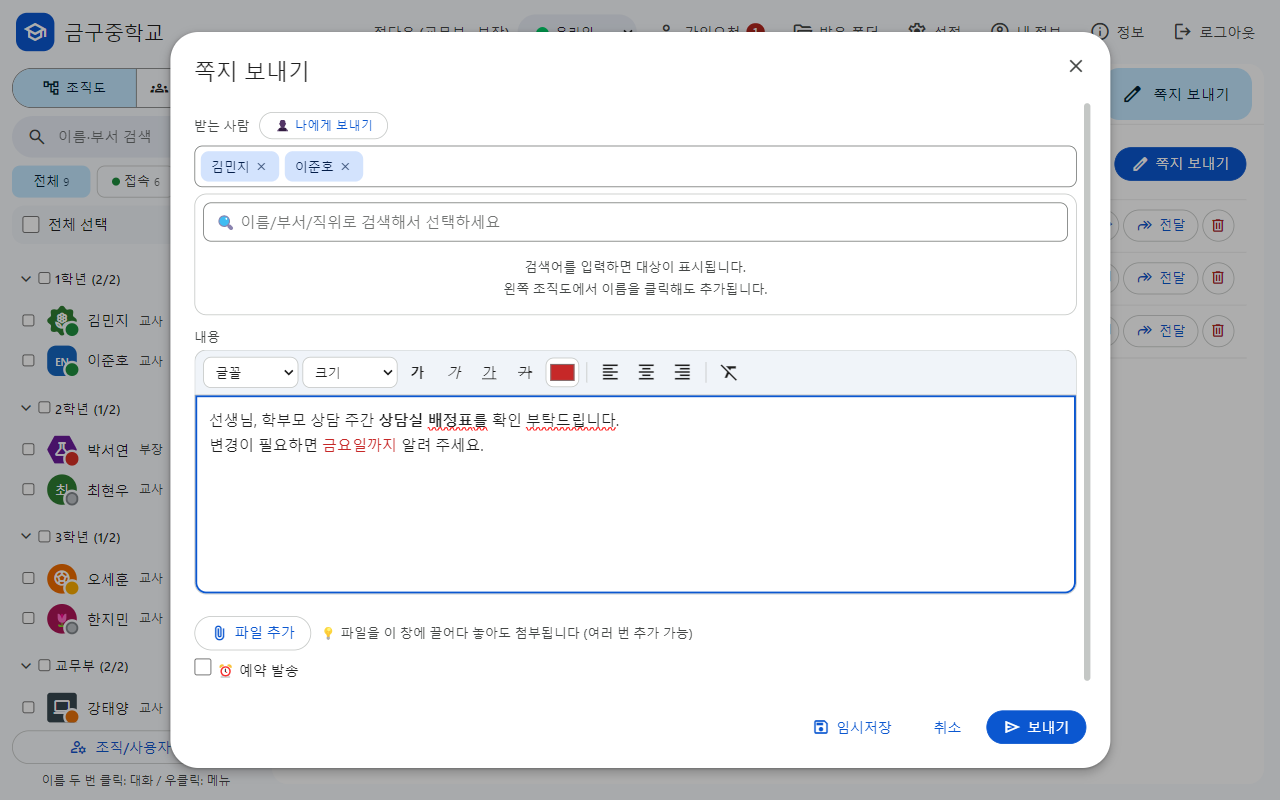 금구중학교
정보
로그아웃
조직도
이름·부서 검색
전체 9
접속 6
전체 선택
1학년 (2/2)
김민지 교사
EN
이준호 교사
2학년 (1/2)
박서연 부장
최
최현우 교사
3학년 (1/2)
오세훈 교사
한지민 교사
교무부 (2/2)
강태양 교사
조직/사용자
이름 두 번 클릭: 대화 / 우클릭: 메뉴
쪽지 보내기
받는 사람
나에게 보내기
김민지 ×
이준호 ×
이름/부서/직위로 검색해서 선택하세요
검색어를 입력하면 대상이 표시됩니다.
왼쪽 조직도에서 이름을 클릭해도 추가됩니다.
내용
글꼴
크기
가 가 가 가
선생님, 학부모 상담 주간 상담실 배정표를 확인 부탁드립니다.
변경이 필요하면 금요일까지 알려 주세요.
파일 추가
파일을 이 창에 끌어다 놓아도 첨부됩니다 (여러 번 추가 가능)
예약 발송
임시저장
취소
보내기
쪽지 보내기
쪽지 보내기
전달
전달
전달